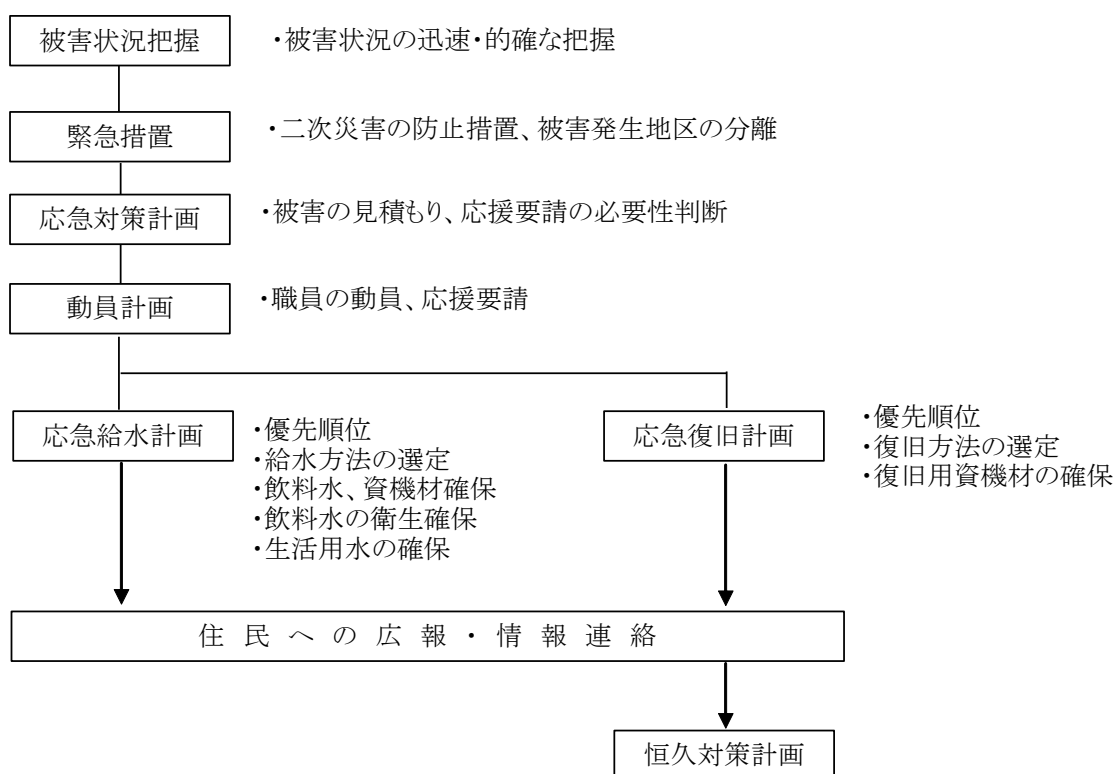 被害状況把握
・被害状況の迅速・的確な把握
緊急措置
・二次災害の防止措置、被害発生地区の分離
応急対策計画
・被害の見積もり、応援要請の必要性判断
動員計画
・職員の動員、応援要請
応急給水計画
・優先順位
・給水方法の選定
・飲料水、資機材確保
・飲料水の衛生確保
・生活用水の確保
応急復旧計画
・優先順位
・復旧方法の選定
・復旧用資機材の確保
住民への広報・情報連絡
恒久対策計画